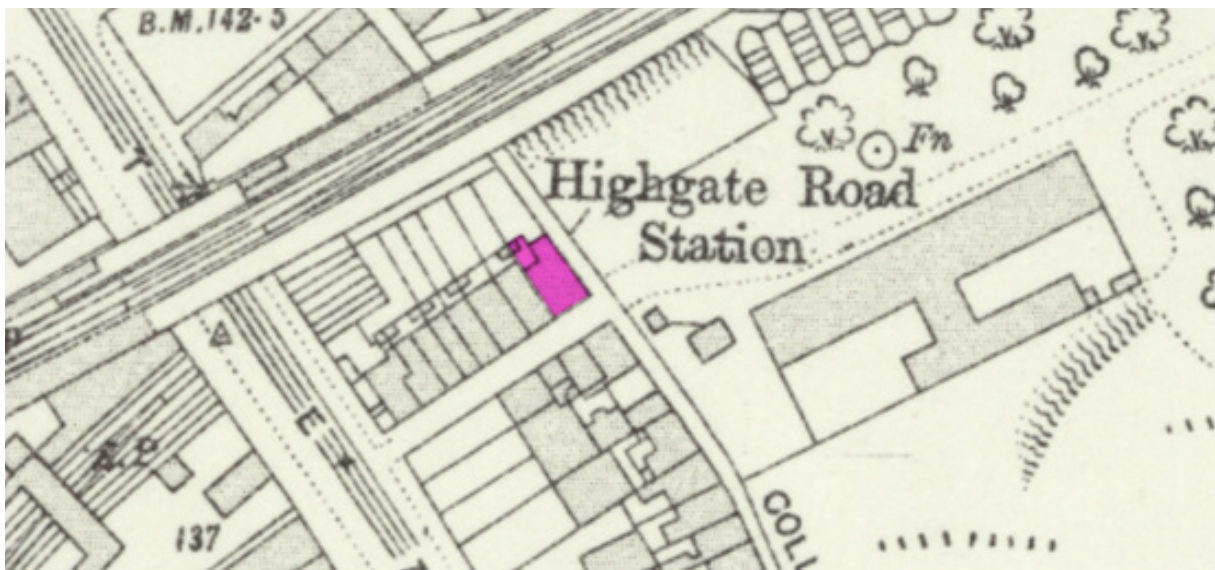 B.M.142·5
Fn
Highgate Road
Station
T
E
137
COLL